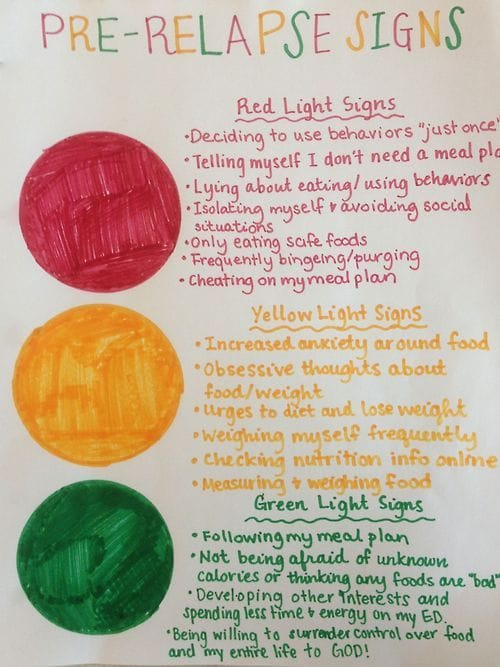 PRE-RELAPSE SIGNS
Red Light Signs
•Deciding to use behaviors "just once"
•Telling myself I don't need a meal
•Lying about eating/using behaviors
•Isolating myself & avoiding social
situations
•Only eating safe foods
•Frequently bingeing/purging
•Cheating on my meal plan
Yellow Light Signs
•Increased anxiety around food
•Obsessive thoughts about
food/weight
•Urges to diet and lose weight
•Weighing myself frequently
•Checking nutrition info online
•Measuring & weighing food
Green Light Signs
•Following my meal plan
•Not being afraid of unknown
calories or thinking any foods are "bad"
•Developing other interests and
spending less time & energy on my ED.
•Being willing to surrender control over food
and my entire life to GOD!